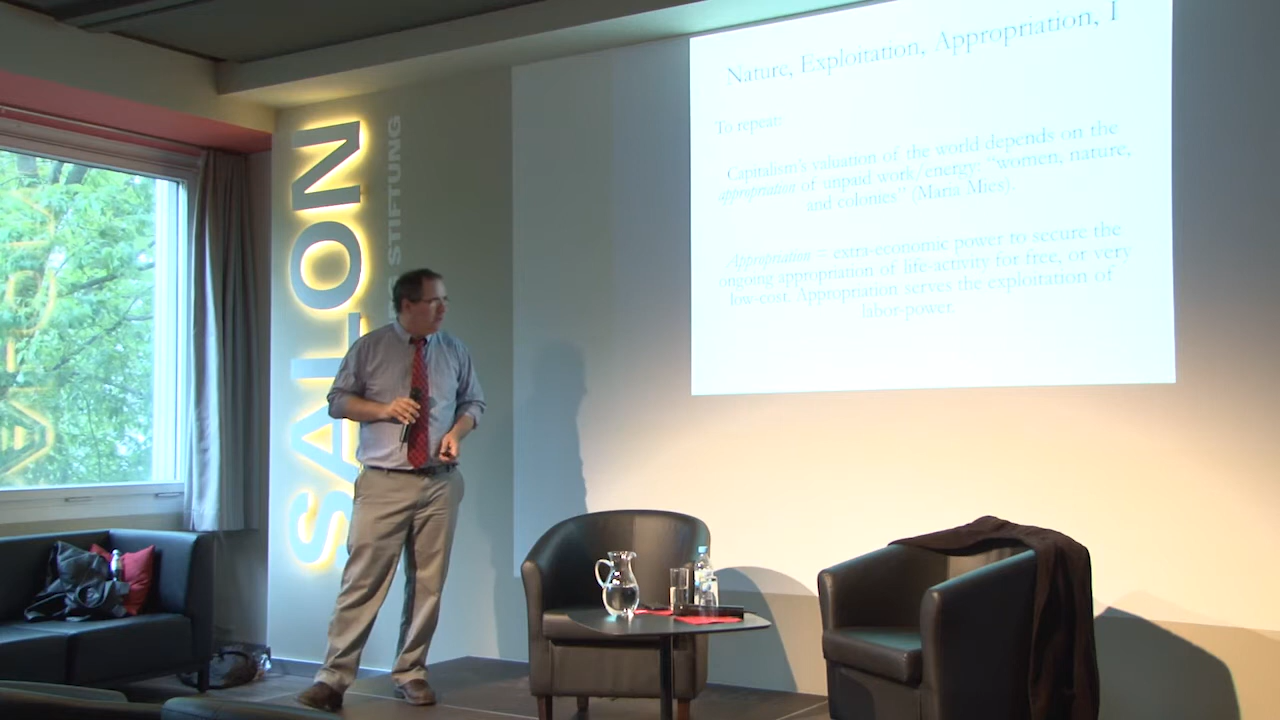 SALON
STIFTUNG
Nature, Exploitation, Appropriation, I
To repeat:
Capitalism's valuation of the world depends on the
appropriation of unpaid work/energy: "women, nature,
and colonies" (Maria Mies).
Appropriation = extra-economic power to secure the
ongoing appropriation of life-activity for free, or very
low-cost. Appropriation serves the exploitation of
labor-power.